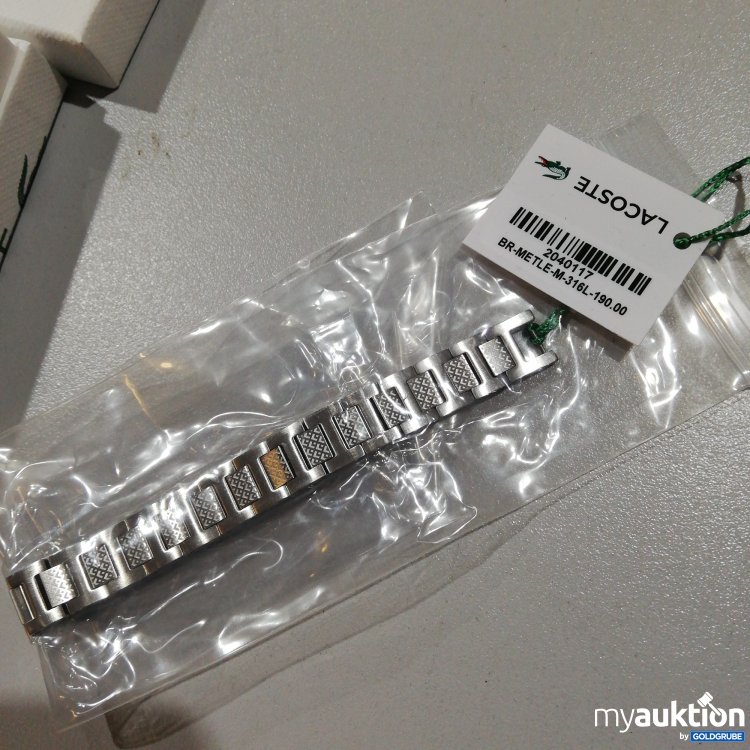 LACOSTE
2040117
BR-METLE-M-316L-190.00
myauktion
by GOLDGRUBE